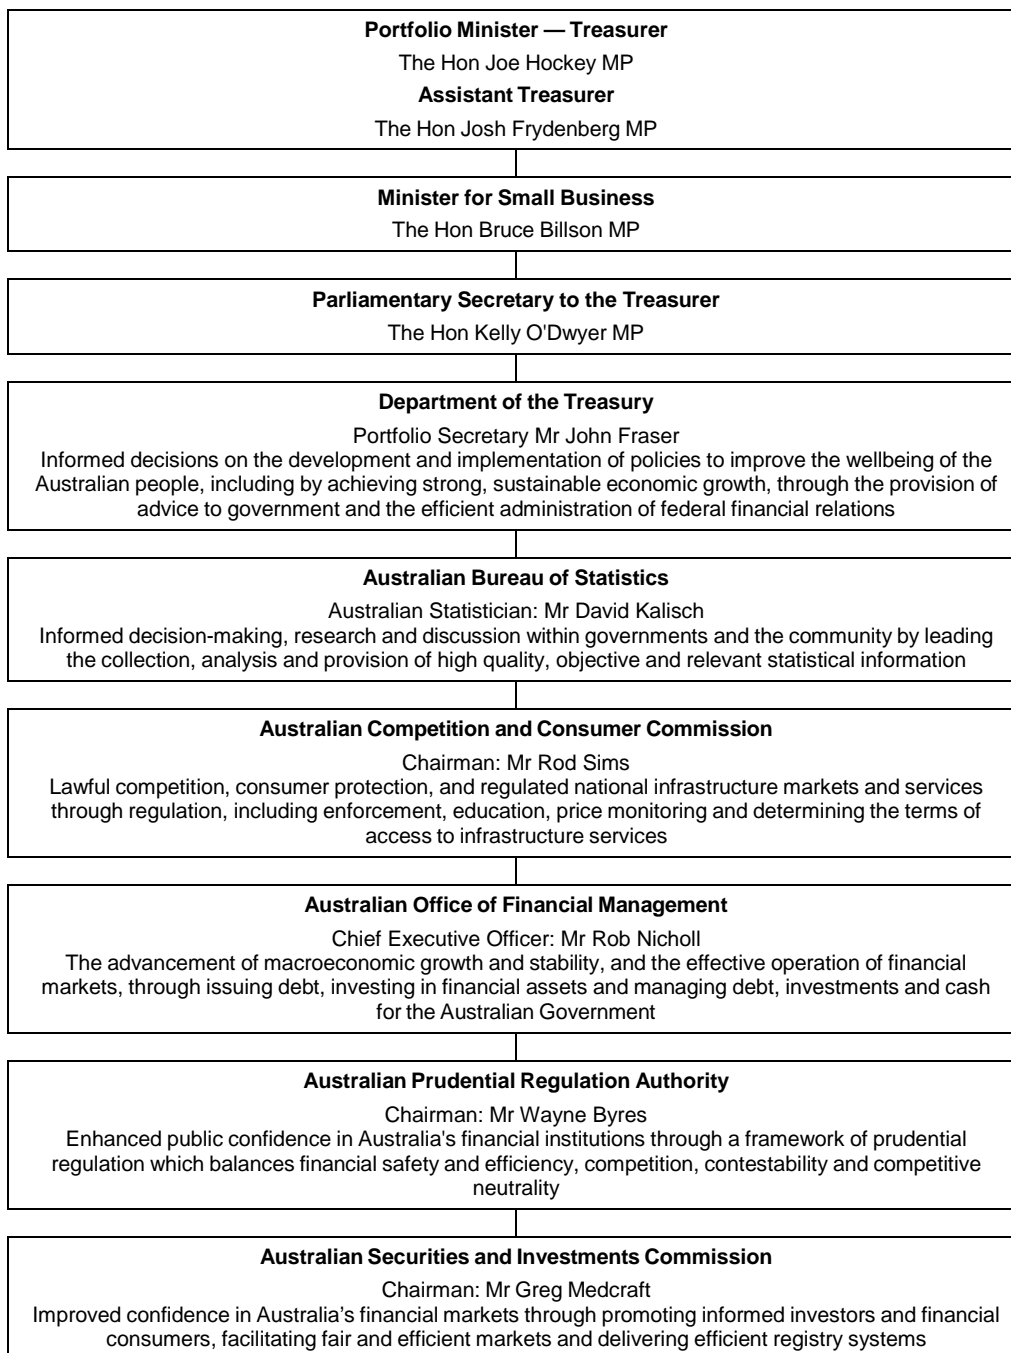 Portfolio Minister — Treasurer
The Hon Joe Hockey MP
Assistant Treasurer
The Hon Josh Frydenberg MP
Minister for Small Business
The Hon Bruce Billson MP
Parliamentary Secretary to the Treasurer
The Hon Kelly O'Dwyer MP
Department of the Treasury
Portfolio Secretary Mr John Fraser
Informed decisions on the development and implementation of policies to improve the wellbeing of the
Australian people, including by achieving strong, sustainable economic growth, through the provision of
advice to government and the efficient administration of federal financial relations
Australian Bureau of Statistics
Australian Statistician: Mr David Kalisch
Informed decision-making, research and discussion within governments and the community by leading
the collection, analysis and provision of high quality, objective and relevant statistical information
Australian Competition and Consumer Commission
Chairman: Mr Rod Sims
Lawful competition, consumer protection, and regulated national infrastructure markets and services
through regulation, including enforcement, education, price monitoring and determining the terms of
access to infrastructure services
Australian Office of Financial Management
Chief Executive Officer: Mr Rob Nicholl
The advancement of macroeconomic growth and stability, and the effective operation of financial
markets, through issuing debt, investing in financial assets and managing debt, investments and cash
for the Australian Government
Australian Prudential Regulation Authority
Chairman: Mr Wayne Byres
Enhanced public confidence in Australia's financial institutions through a framework of prudential
regulation which balances financial safety and efficiency, competition, contestability and competitive
neutrality
Australian Securities and Investments Commission
Chairman: Mr Greg Medcraft
Improved confidence in Australia’s financial markets through promoting informed investors and financial
consumers, facilitating fair and efficient markets and delivering efficient registry systems